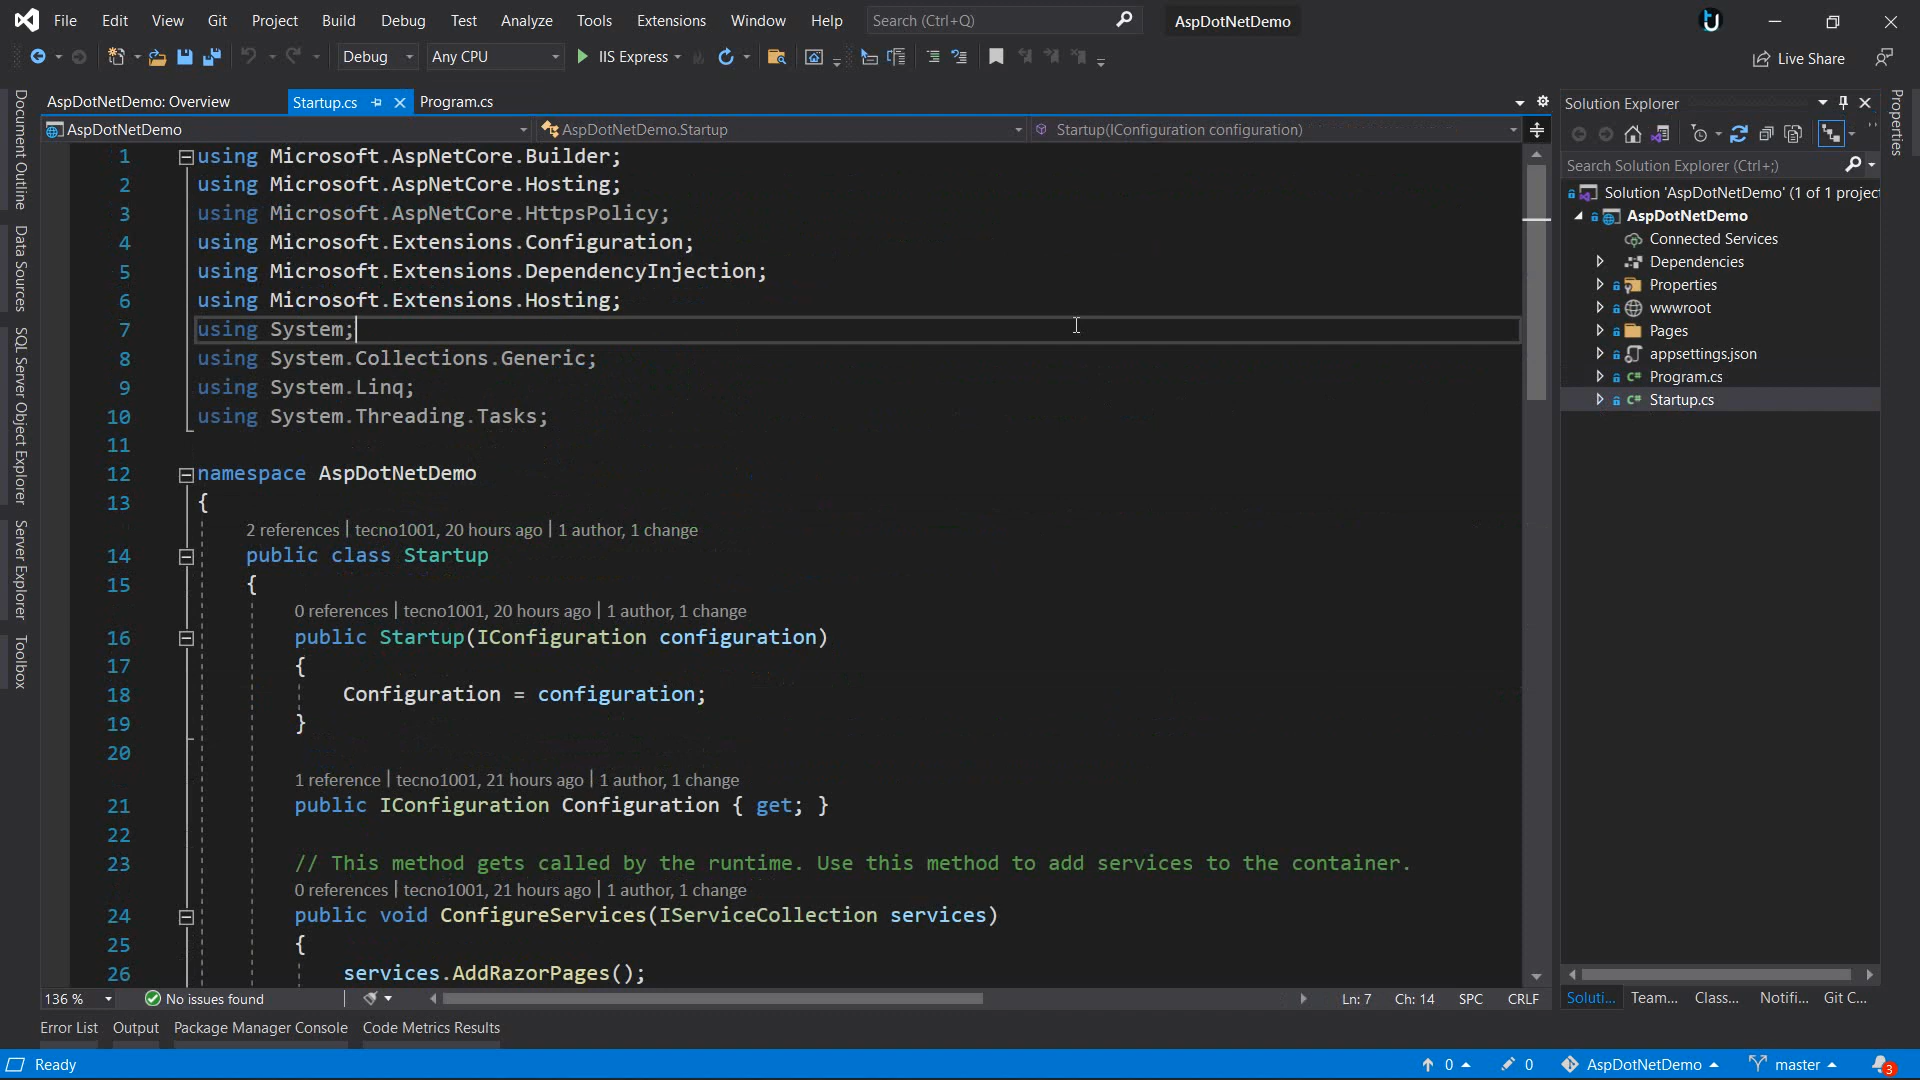 File Edit View Git Project Build Debug Test Analyze Tools Extensions Window Help Search (Ctrl+Q) AspDotNetDemo
Debug Any CPU IIS Express Live Share
AspDotNetDemo: Overview Startup.cs Program.cs
AspDotNetDemo AspDotNetDemo.Startup Startup(IConfiguration configuration)
Document Outline
Data Sources
SQL Server Object Explorer
Server Explorer
Toolbox
1 using Microsoft.AspNetCore.Builder;
2 using Microsoft.AspNetCore.Hosting;
3 using Microsoft.AspNetCore.HttpsPolicy;
4 using Microsoft.Extensions.Configuration;
5 using Microsoft.Extensions.DependencyInjection;
6 using Microsoft.Extensions.Hosting;
7 using System;
8 using System.Collections.Generic;
9 using System.Linq;
10 using System.Threading.Tasks;
11
12 namespace AspDotNetDemo
13 {
2 references | tecno1001, 20 hours ago | 1 author, 1 change
14 public class Startup
15 {
0 references | tecno1001, 20 hours ago | 1 author, 1 change
16 public Startup(IConfiguration configuration)
17 {
18 Configuration = configuration;
19 }
20
1 reference | tecno1001, 21 hours ago | 1 author, 1 change
21 public IConfiguration Configuration { get; }
22
23 // This method gets called by the runtime. Use this method to add services to the container.
0 references | tecno1001, 21 hours ago | 1 author, 1 change
24 public void ConfigureServices(IServiceCollection services)
25 {
26 services.AddRazorPages();
136 % No issues found Ln: 7 Ch: 14 SPC CRLF
Solution Explorer
Search Solution Explorer (Ctrl+;)
Solution 'AspDotNetDemo' (1 of 1 project
AspDotNetDemo
Connected Services
Dependencies
Properties
wwwroot
Pages
appsettings.json
C# Program.cs
C# Startup.cs
Soluti... Team... Class... Notifi... Git C...
Properties
Error List Output Package Manager Console Code Metrics Results
Ready 0 0 AspDotNetDemo master 3